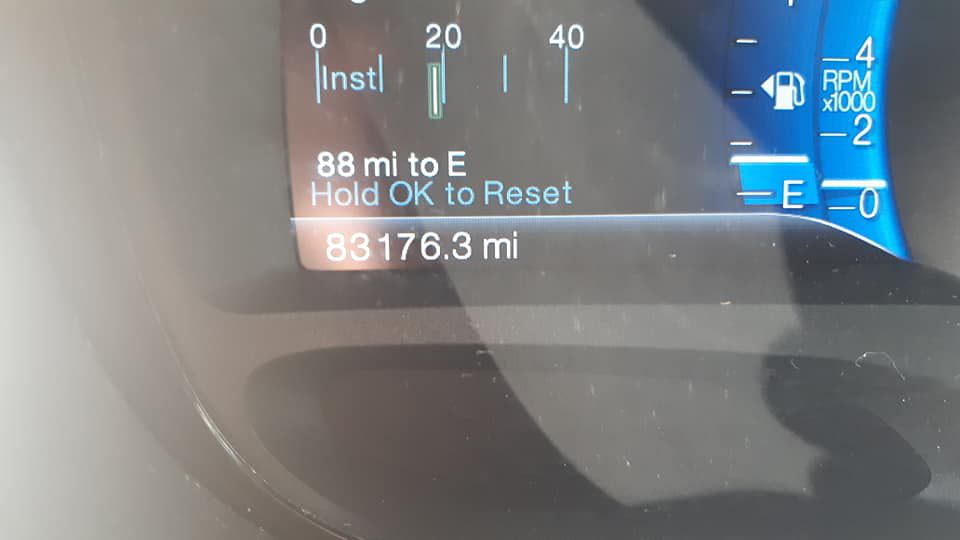 0 20 40
Inst
88 mi to E
Hold OK to Reset
83176.3 mi
E
4
RPM
x1000
2
0